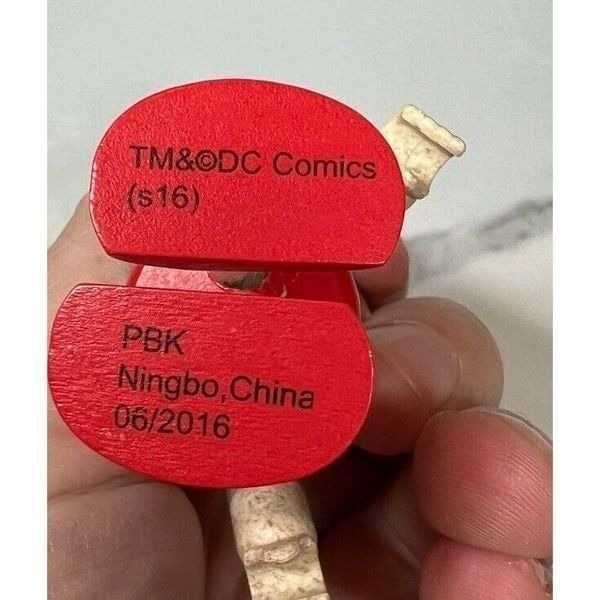 TM&©DC Comics
(s16)
PBK
Ningbo,China
06/2016